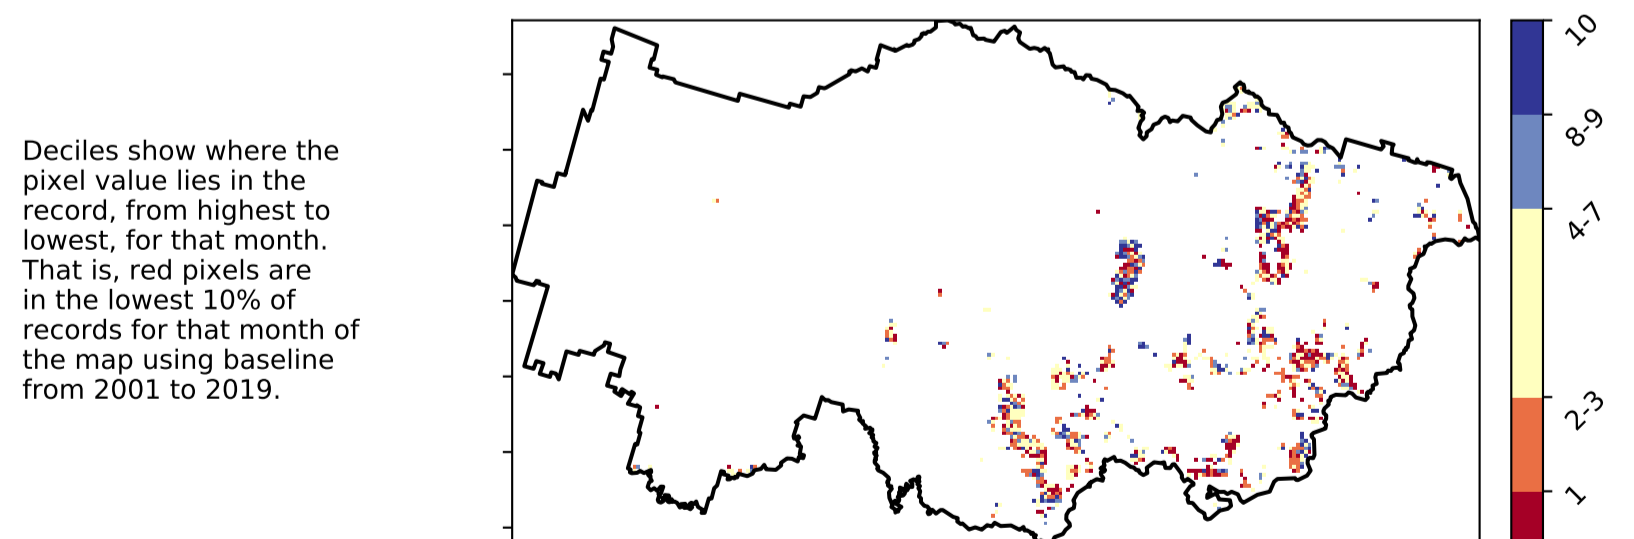 Deciles show where the
pixel value lies in the
record, from highest to
lowest, for that month.
That is, red pixels are
in the lowest 10% of
records for that month of
the map using baseline
from 2001 to 2019.
10
8-9
4-7
2-3
1